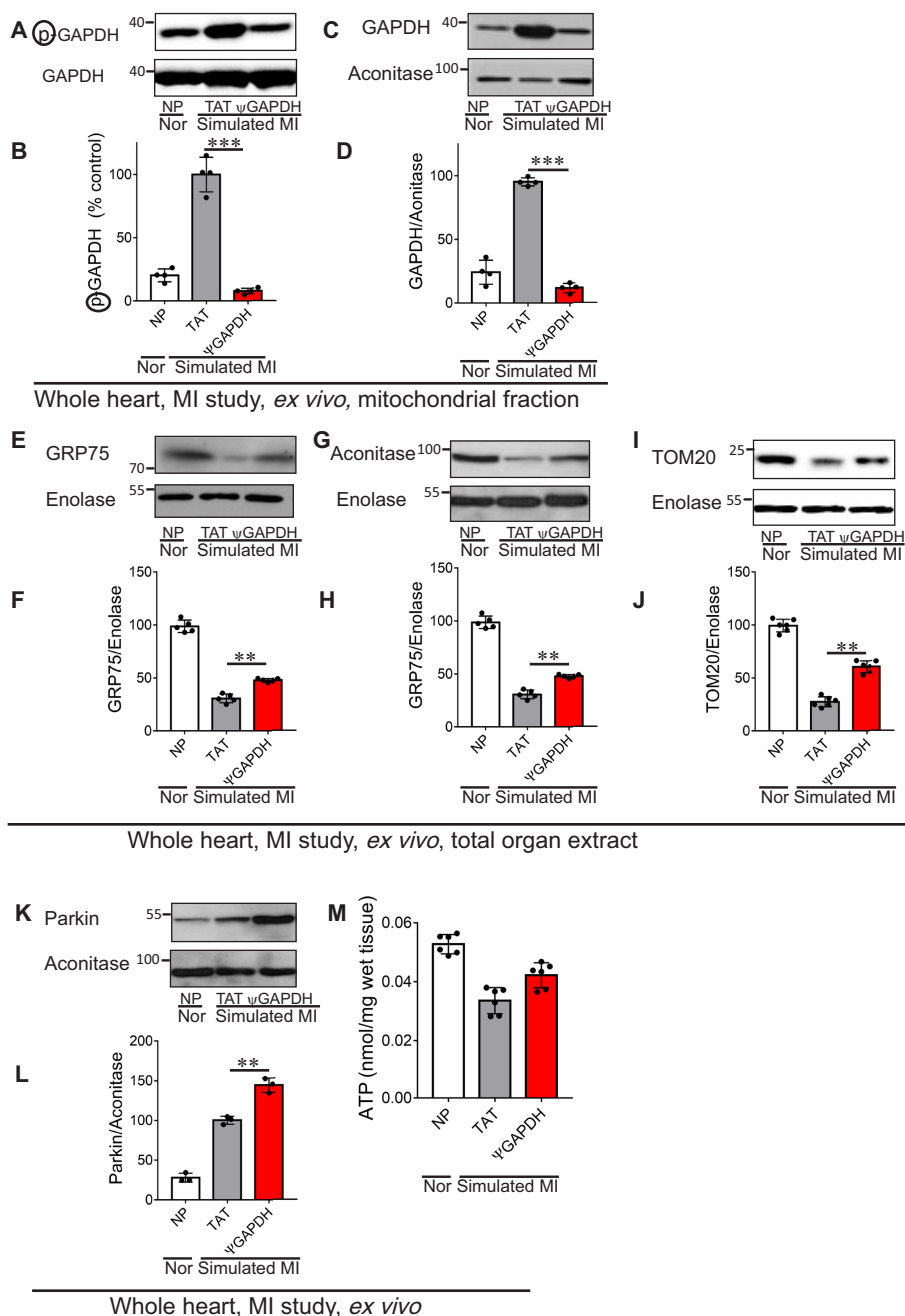 A ⓟ-GAPDH 40
GAPDH 40
NP TAT ψGAPDH
Nor Simulated MI
C GAPDH 40
Aconitase 100
NP TAT ψGAPDH
Nor Simulated MI
B
ⓟ-GAPDH (% control)
100
50
0
***
NP TAT ΨGAPDH
Nor Simulated MI
D
GAPDH/Aonitase
100
50
0
***
NP TAT ΨGAPDH
Nor Simulated MI
Whole heart, MI study, ex vivo, mitochondrial fraction
E GRP75 70
Enolase 55
NP TAT ψGAPDH
Nor Simulated MI
G Aconitase 100
Enolase 55
NP TAT ψGAPDH
Nor Simulated MI
I TOM20 25
Enolase 55
NP TAT ψGAPDH
Nor Simulated MI
F
GRP75/Enolase
150
100
50
0
**
NP TAT ΨGAPDH
Nor Simulated MI
H
GRP75/Enolase
150
100
50
0
**
NP TAT ΨGAPDH
Nor Simulated MI
J
TOM20/Enolase
150
100
50
0
**
NP TAT ΨGAPDH
Nor Simulated MI
Whole heart, MI study, ex vivo, total organ extract
K Parkin 55
Aconitase 100
NP TAT ψGAPDH
Nor Simulated MI
L
Parkin/Aconitase
200
150
100
50
0
**
NP TAT ΨGAPDH
Nor Simulated MI
M
ATP (nmol/mg wet tissue)
0.06
0.04
0.02
0.00
NP TAT ΨGAPDH
Nor Simulated MI
Whole heart, MI study, ex vivo